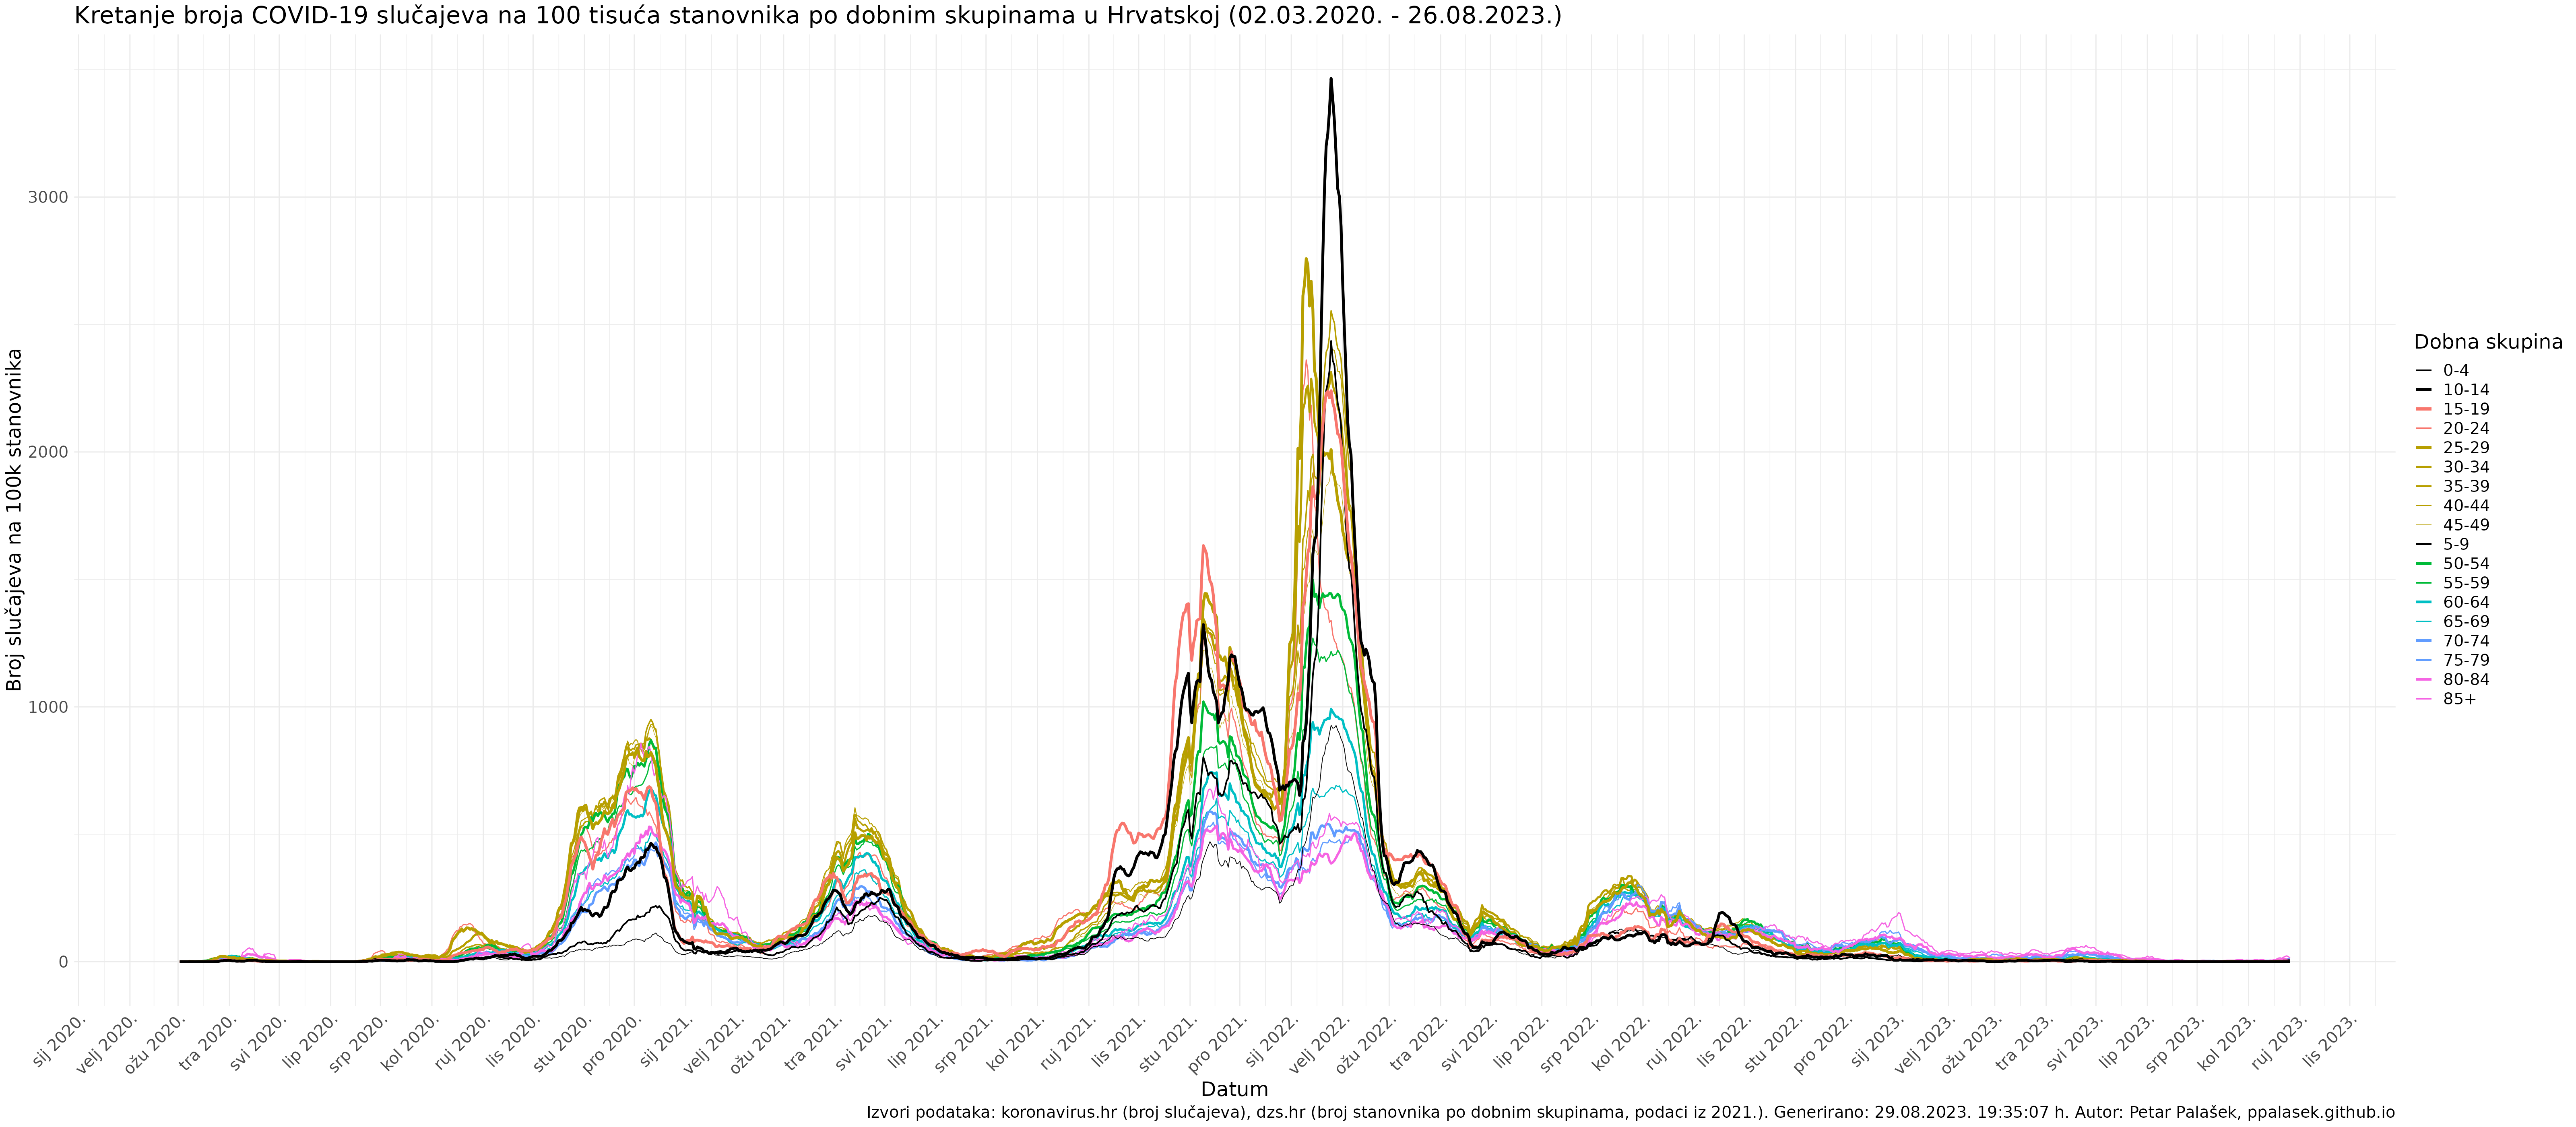 Kretanje broja COVID-19 slučajeva na 100 tisuća stanovnika po dobnim skupinama u Hrvatskoj (02.03.2020. - 26.08.2023.)
Broj slučajeva na 100k stanovnika
3000
2000
1000
0
sij 2020.
velj 2020.
ožu 2020.
tra 2020.
svi 2020.
lip 2020.
srp 2020.
kol 2020.
ruj 2020.
lis 2020.
stu 2020.
pro 2020.
sij 2021.
velj 2021.
ožu 2021.
tra 2021.
svi 2021.
lip 2021.
srp 2021.
kol 2021.
ruj 2021.
lis 2021.
stu 2021.
pro 2021.
sij 2022.
velj 2022.
ožu 2022.
tra 2022.
svi 2022.
lip 2022.
srp 2022.
kol 2022.
ruj 2022.
lis 2022.
stu 2022.
pro 2022.
sij 2023.
velj 2023.
ožu 2023.
tra 2023.
svi 2023.
lip 2023.
srp 2023.
kol 2023.
ruj 2023.
lis 2023.
Datum
Dobna skupina
0-4
10-14
15-19
20-24
25-29
30-34
35-39
40-44
45-49
5-9
50-54
55-59
60-64
65-69
70-74
75-79
80-84
85+
Izvori podataka: koronavirus.hr (broj slučajeva), dzs.hr (broj stanovnika po dobnim skupinama, podaci iz 2021.). Generirano: 29.08.2023. 19:35:07 h. Autor: Petar Palašek, ppalasek.github.io